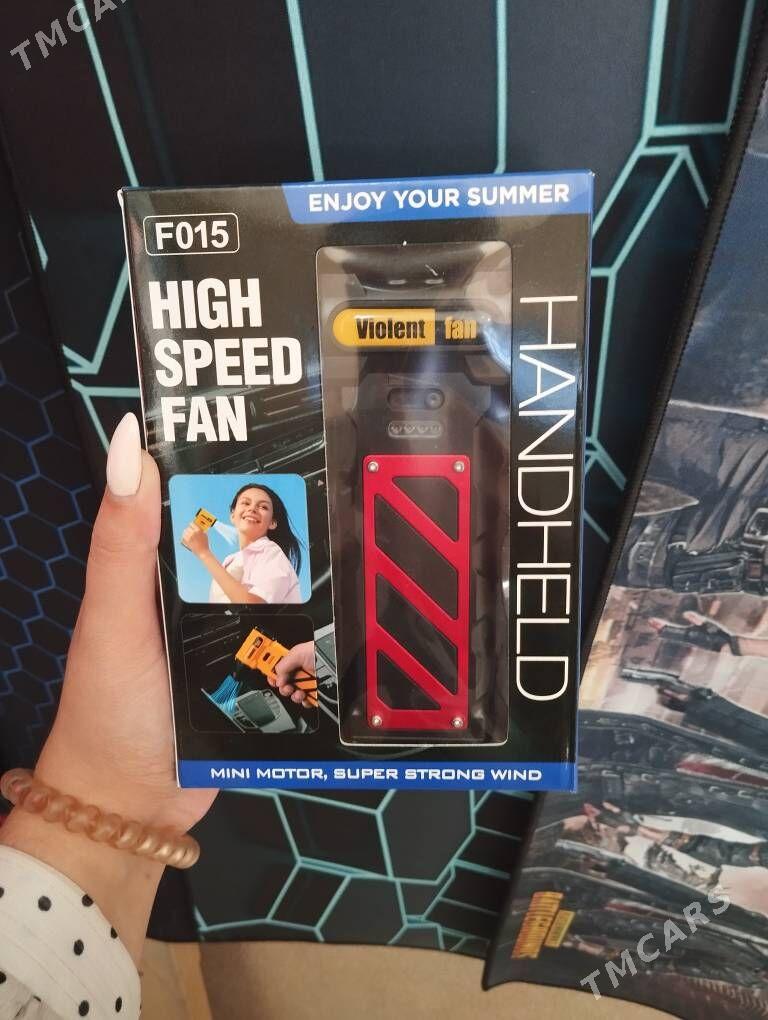 TMCARS
ENJOY YOUR SUMMER
F015
HIGH
SPEED
FAN
Violent fan
HANDHELD
MINI MOTOR, SUPER STRONG WIND
TMCARS